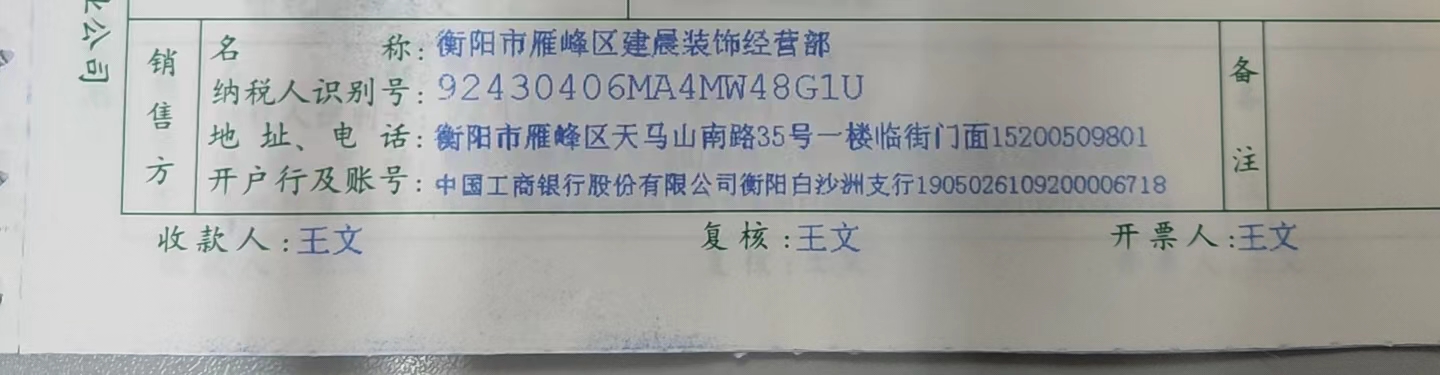 公司
销售方
名称:衡阳市雁峰区建晨装饰经营部
纳税人识别号:92430406MA4MW48G1U
地址、电话:衡阳市雁峰区天马山南路35号一楼临街门面15200509801
开户行及账号:中国工商银行股份有限公司衡阳白沙洲支行1905026109200006718
备注
收款人:王文 复核:王文 开票人:王文